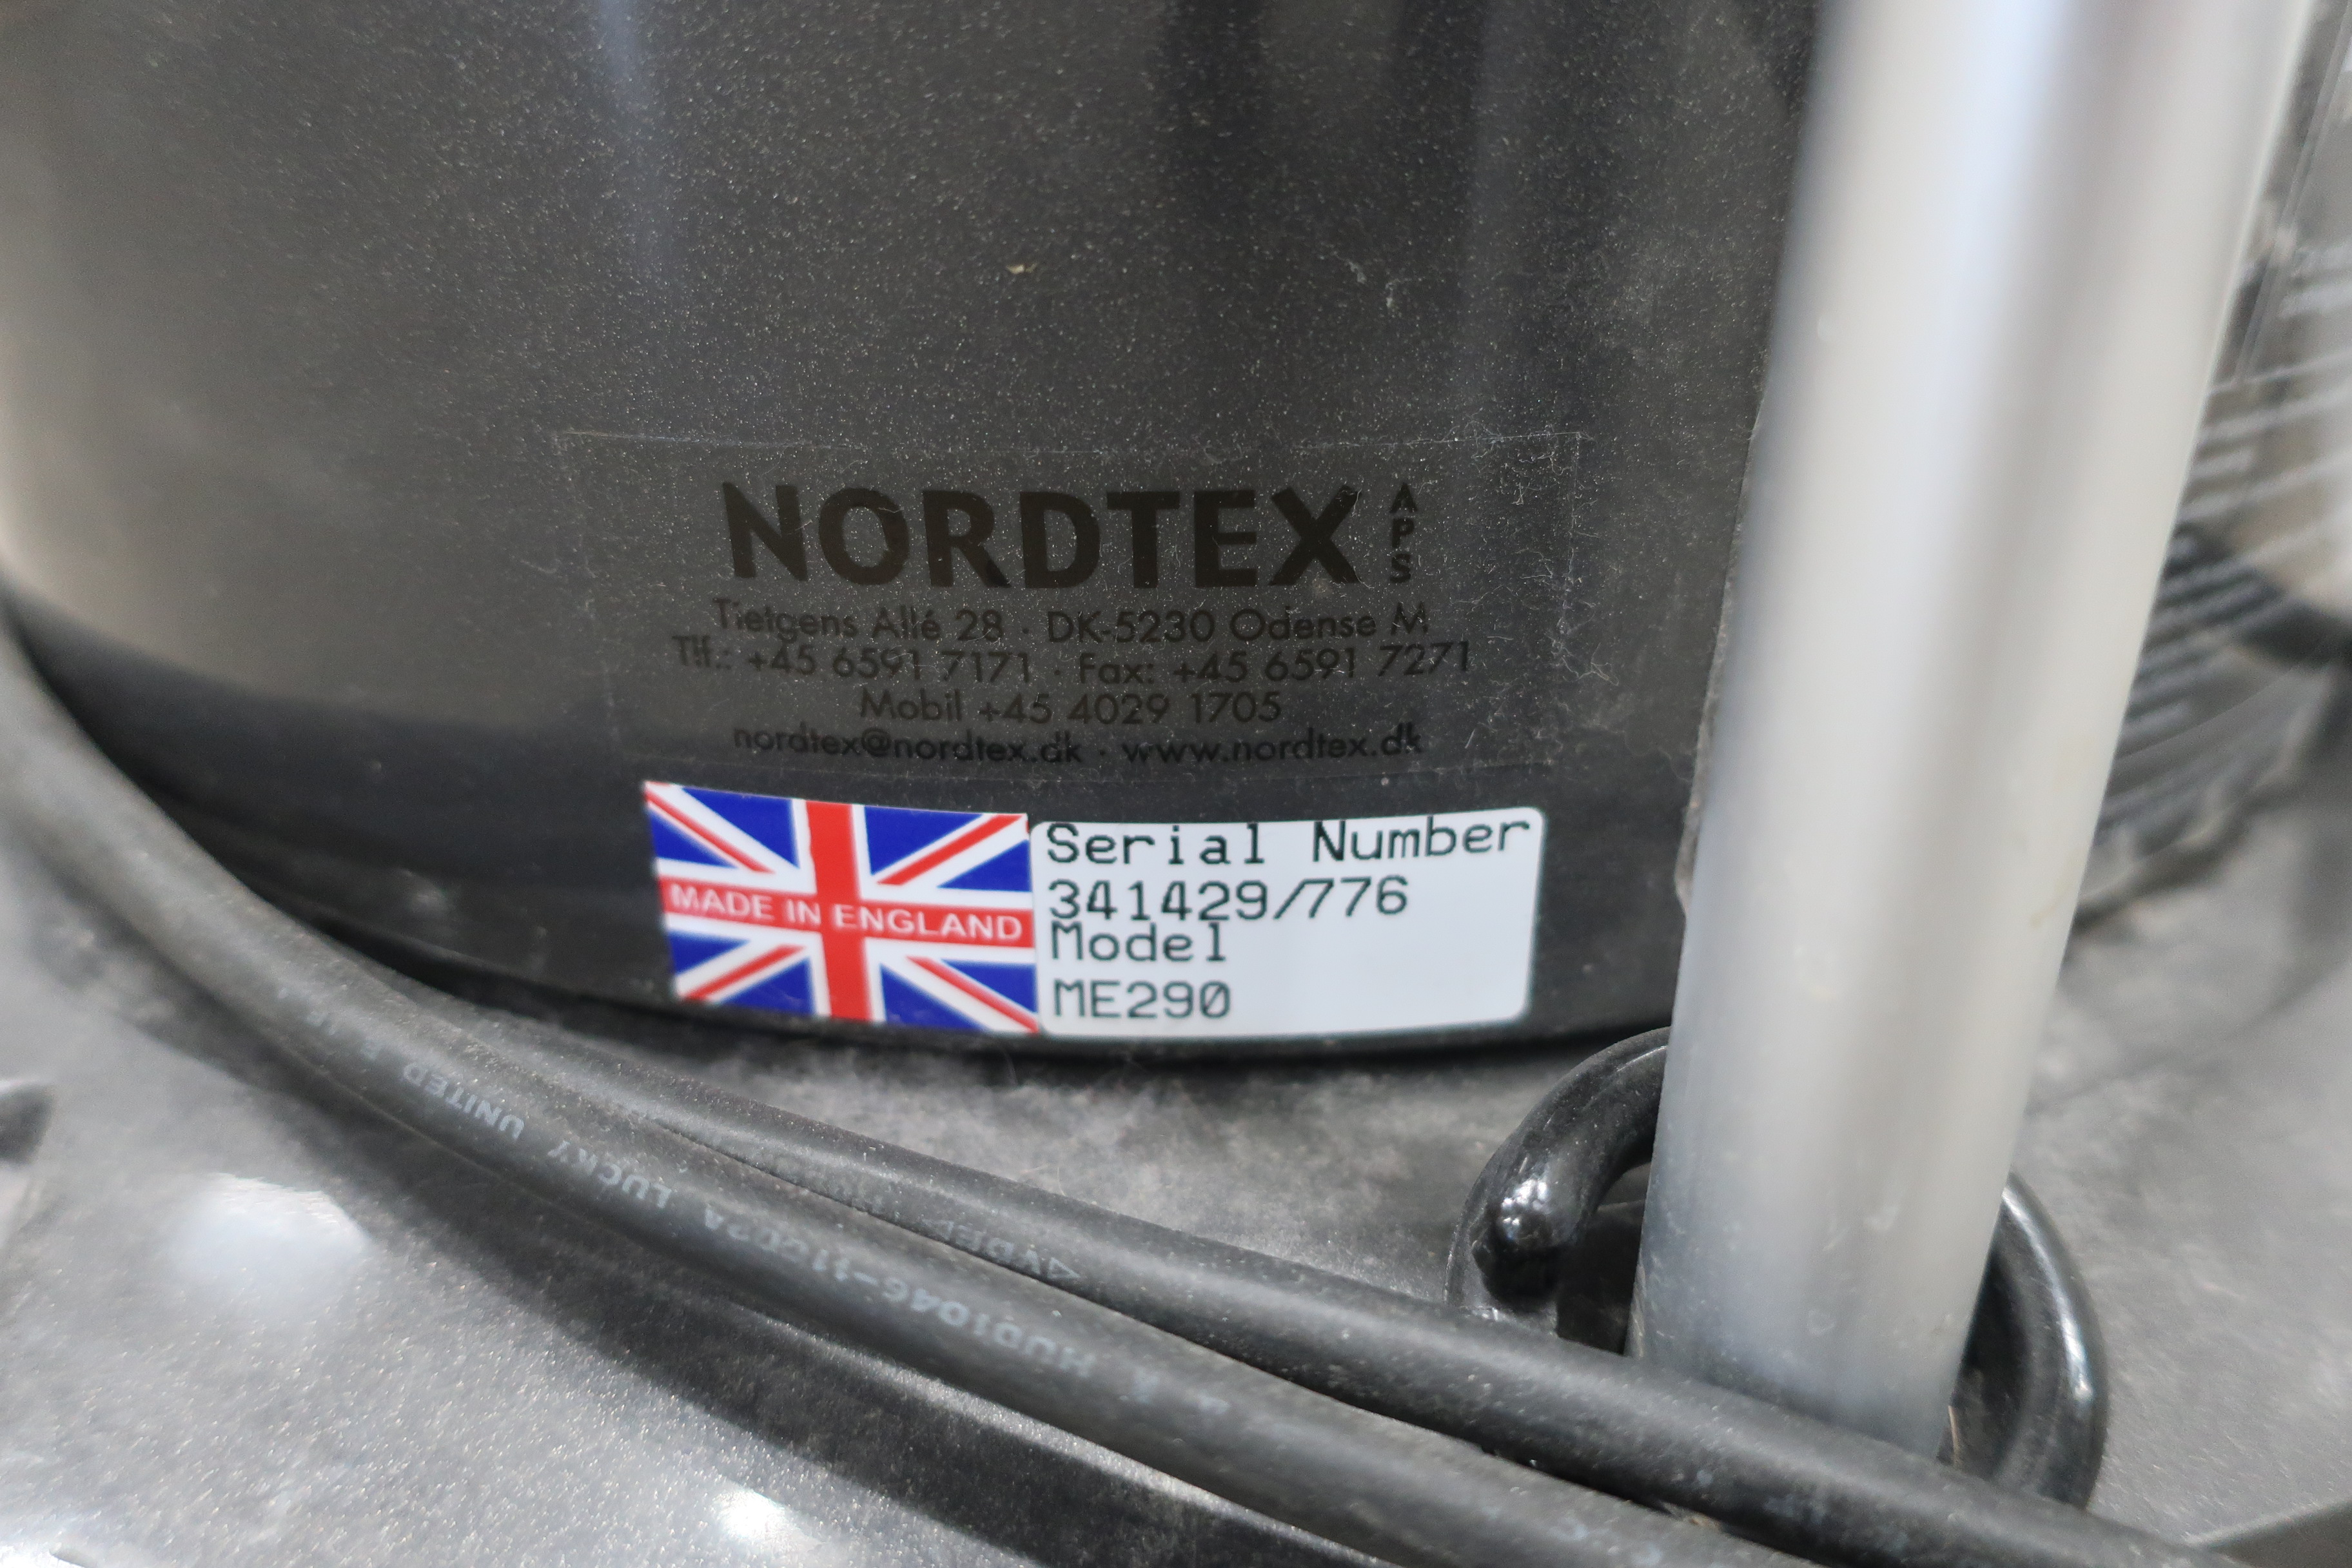 NORDTEX APS
Tietgens Allé 28 · DK-5230 Odense M
Tlf.: +45 6591 7171 · Fax: +45 6591 7271
Mobil +45 4029 1705
nordtex@nordtex.dk · www.nordtex.dk
MADE IN ENGLAND
Serial Number
341429/776
Model
ME290
LUCKY UNITED